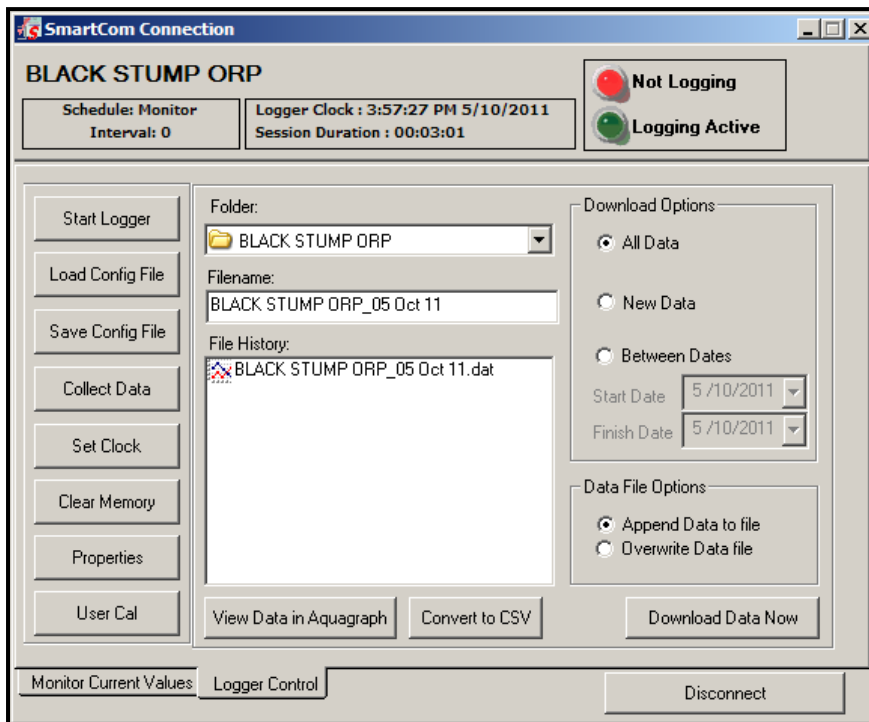 SmartCom Connection
BLACK STUMP ORP
Schedule: Monitor
Interval: 0
Logger Clock : 3:57:27 PM 5/10/2011
Session Duration : 00:03:01
Not Logging
Logging Active
Start Logger
Load Config File
Save Config File
Collect Data
Set Clock
Clear Memory
Properties
User Cal
Folder:
BLACK STUMP ORP
Filename:
BLACK STUMP ORP_05 Oct 11
File History:
BLACK STUMP ORP_05 Oct 11.dat
View Data in Aquagraph
Convert to CSV
Download Options
All Data
New Data
Between Dates
Start Date 5 /10/2011
Finish Date 5 /10/2011
Data File Options
Append Data to file
Overwrite Data file
Download Data Now
Monitor Current Values
Logger Control
Disconnect